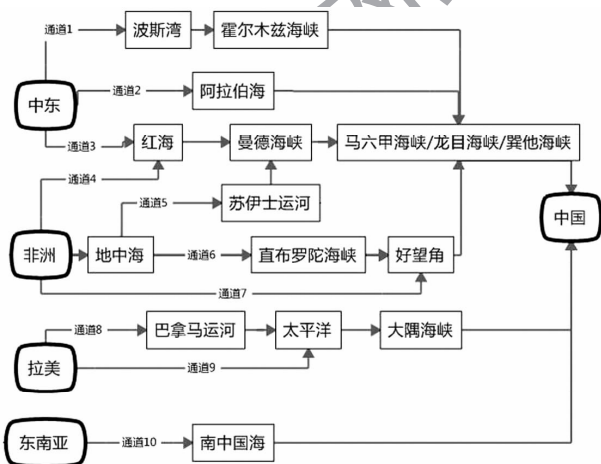 通道1
波斯湾
霍尔木兹海峡
中东
通道2
阿拉伯海
通道3
红海
曼德海峡
马六甲海峡/龙目海峡/巽他海峡
通道4
通道5
苏伊士运河
中国
非洲
地中海
通道6
直布罗陀海峡
好望角
通道7
通道8
巴拿马运河
太平洋
大隅海峡
拉美
通道9
东南亚
通道10
南中国海